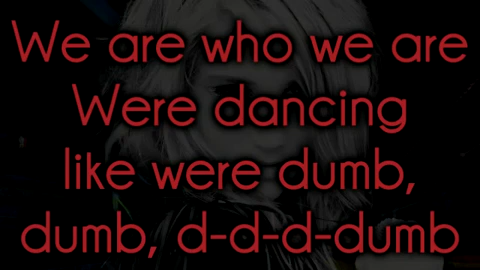 We are who we are
Were dancing
like were dumb,
dumb, d-d-d-dumb